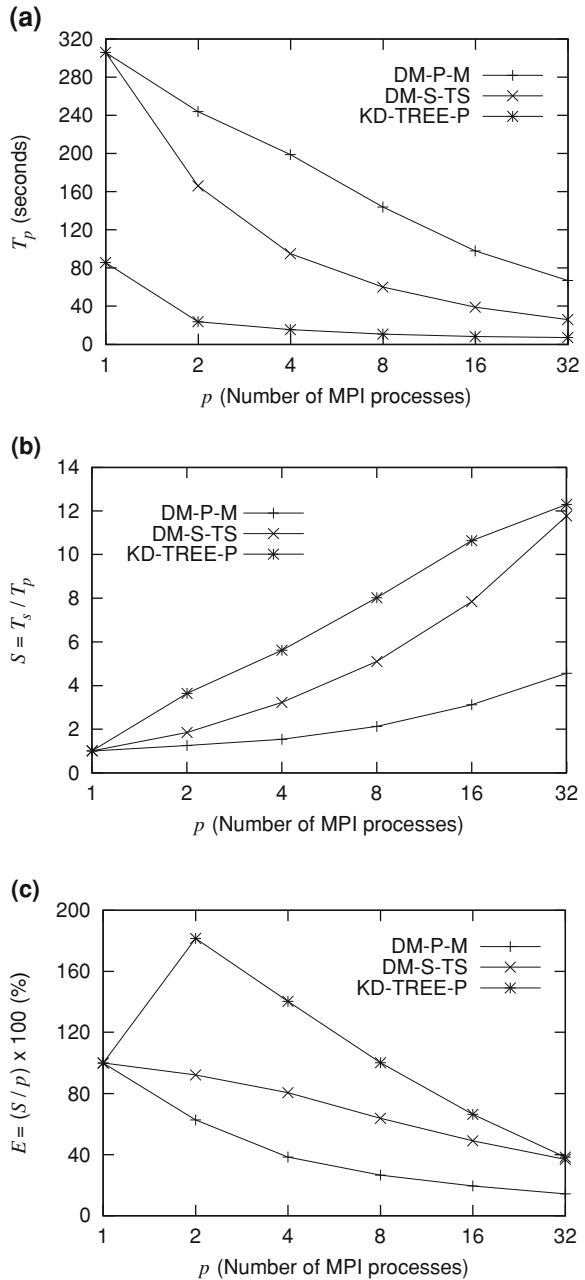 (a)
320
280
240
200
160
120
80
40
0
T_p (seconds)
DM-P-M
DM-S-TS
KD-TREE-P
1 2 4 8 16 32
p (Number of MPI processes)
(b)
14
12
10
8
6
4
2
0
S = T_s / T_p
DM-P-M
DM-S-TS
KD-TREE-P
1 2 4 8 16 32
p (Number of MPI processes)
(c)
200
160
120
80
40
0
E = (S / p) x 100 (%)
DM-P-M
DM-S-TS
KD-TREE-P
1 2 4 8 16 32
p (Number of MPI processes)